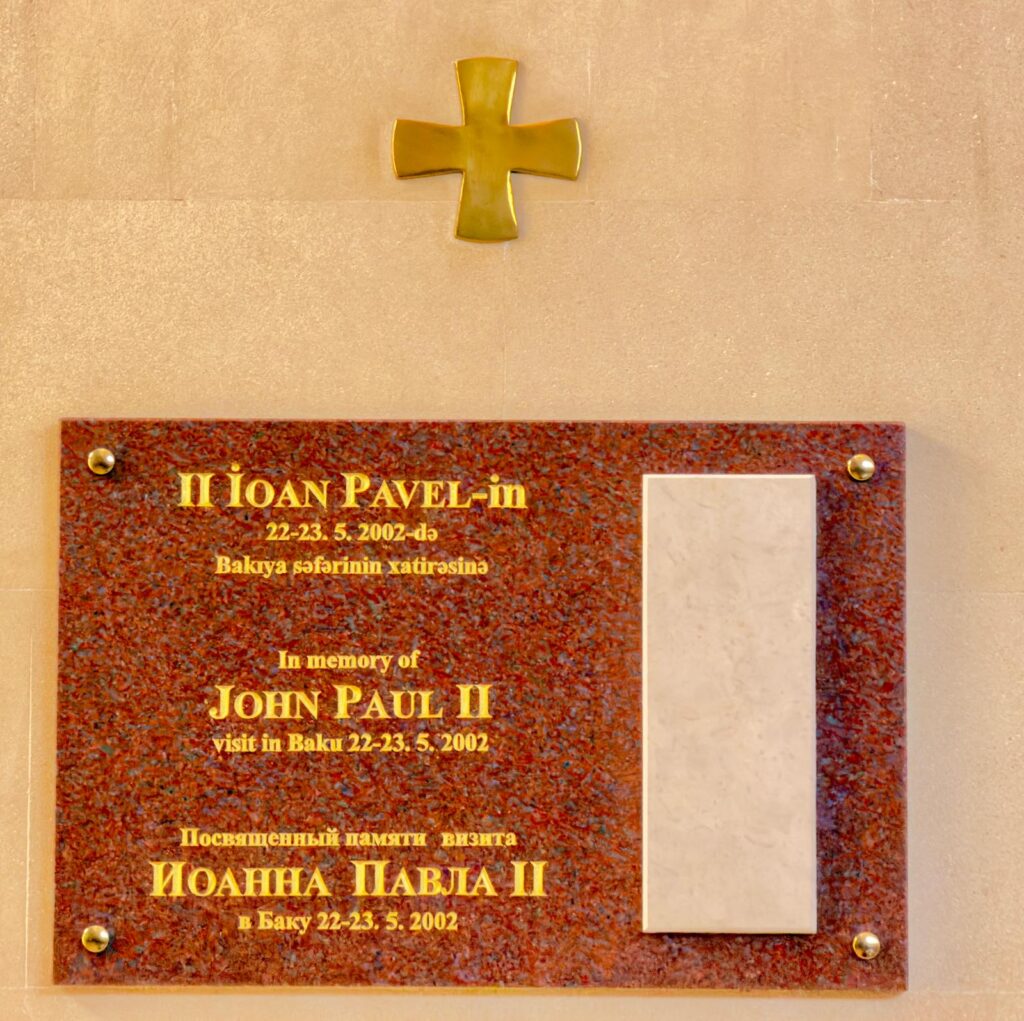 II İOAN PAVEL-in
22-23. 5. 2002-də
Bakıya səfərinin xatirəsinə
In memory of
JOHN PAUL II
visit in Baku 22-23. 5. 2002
Посвященный памяти визита
ИОАННА ПАВЛА II
в Баку 22-23. 5. 2002